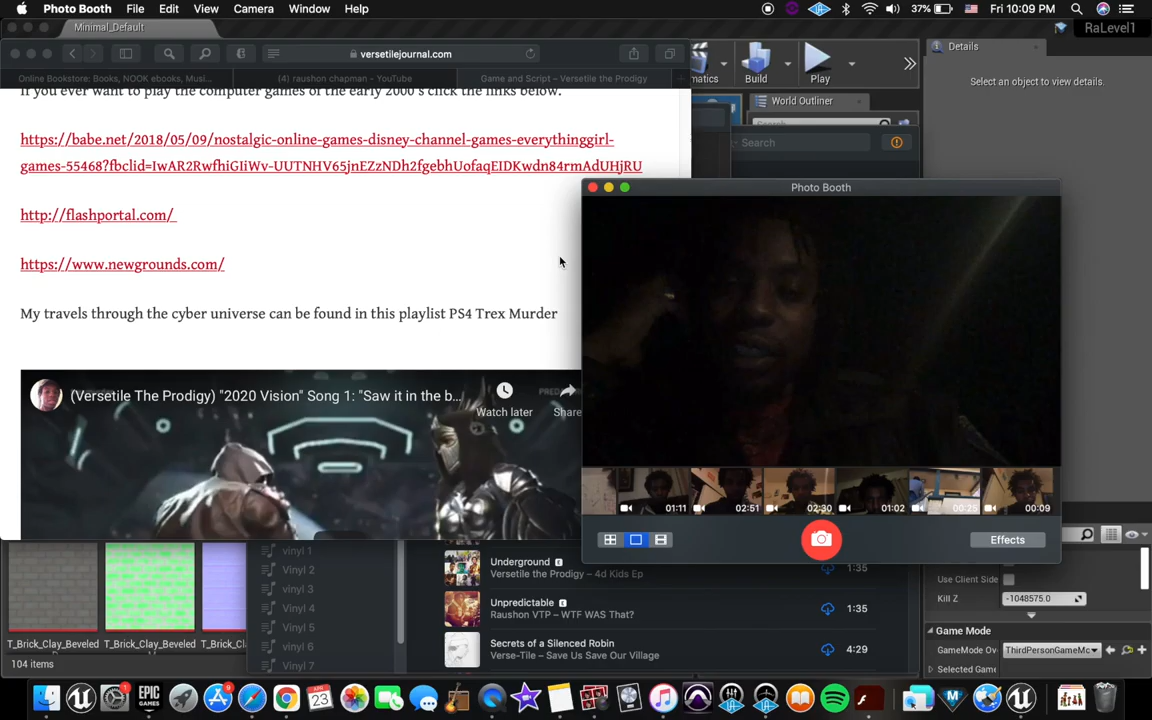 Photo Booth File Edit View Camera Window Help 37% Fri 10:09 PM
Minimal_Default RaLevel1
versetilejournal.com Details
Online Bookstore: Books, NOOK ebooks, Musi... (4) raushon chapman - YouTube Game and Script – Versetile the Prodigy
matics Build Play Select an object to view details.
If you ever want to play the computer games of the early 2000's click the links below.
World Outliner
Search
https://babe.net/2018/05/09/nostalgic-online-games-disney-channel-games-everythinggirl-
games-55468?fbclid=IwAR2RwfhiGIiWv-UUTNHV65jnEZzNDh2fgebhUofaqEIDKwdn84rmAdUHjRU
Photo Booth
http://flashportal.com/
https://www.newgrounds.com/
My travels through the cyber universe can be found in this playlist PS4 Trex Murder
(Versetile The Prodigy) "2020 Vision" Song 1: "Saw it in the b...
Watch later Share
01:11 02:51 02:30 01:02 00:25 00:09
Effects
vinyl 1
Vinyl 2
vinyl 3
Vinyl 4
Vinyl 5
vinyl 6
Vinyl 7
Underground E 1:35
Versetile the Prodigy – 4d Kids Ep
Unpredictable E 1:35
Raushon VTP – WTF WAS That?
Secrets of a Silenced Robin 4:29
Verse-Tile – Save Us Save Our Village
Use Client Side
Kill Z -1048575.0
Game Mode
GameMode Ov ThirdPersonGameMc
Selected Game
T_Brick_Clay_Beveled T_Brick_Clay_Beveled T_Brick_Cla
104 items
EPIC GAMES APR 23 9 1